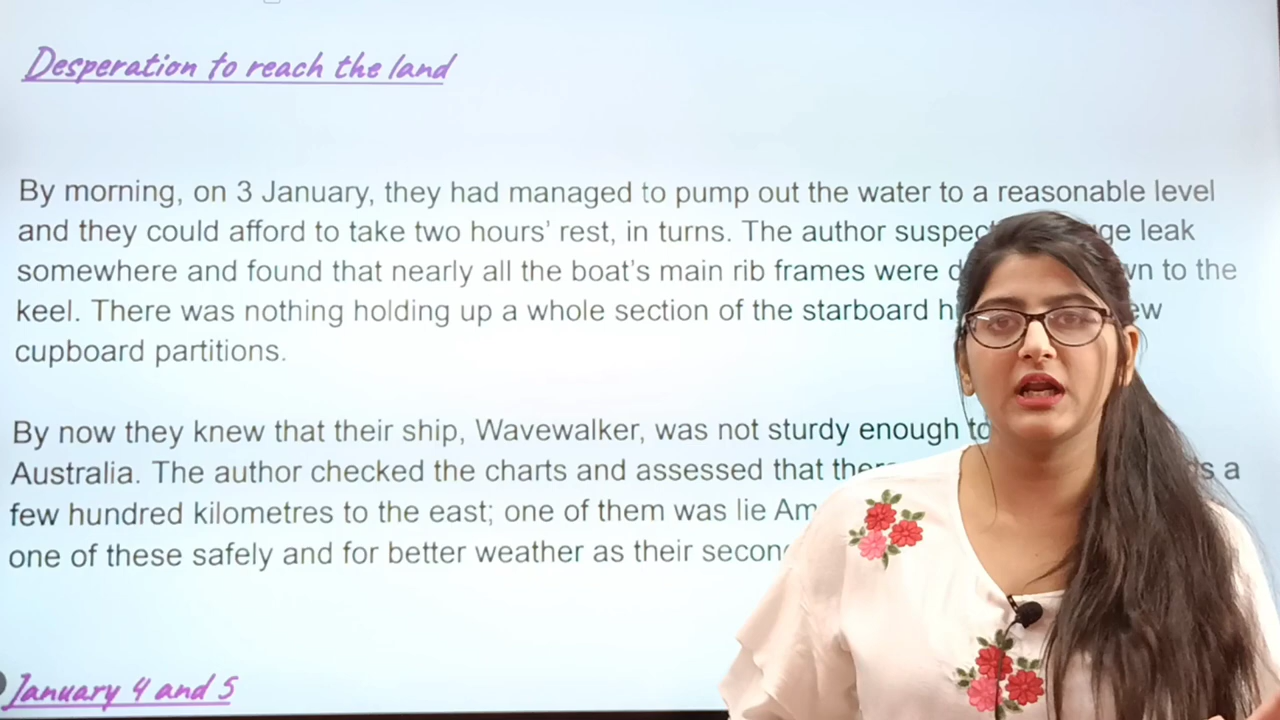 Desperation to reach the land
By morning, on 3 January, they had managed to pump out the water to a reasonable level
and they could afford to take two hours' rest, in turns. The author leak
somewhere and found that nearly all the boat's main rib frames were to the
keel. There was nothing holding up a whole section of the starboard
cupboard partitions.
By now they knew that their ship, Wavewalker, was not sturdy enough
Australia. The author checked the charts and assessed that a
few hundred kilometres to the east; one of them was lie
one of these safely and for better weather as their
January 4 and 5